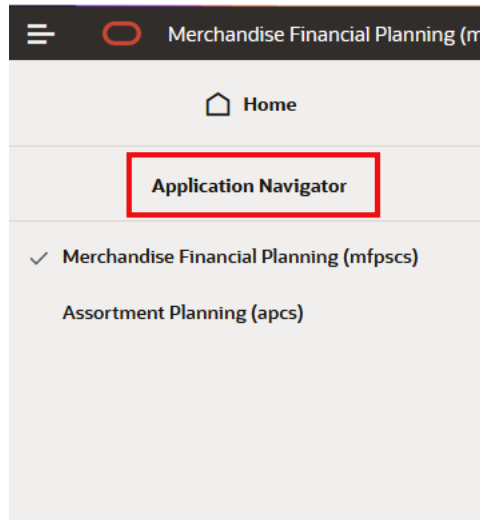 Merchandise Financial Planning (m
Home
Application Navigator
Merchandise Financial Planning (mfpscs)
Assortment Planning (apcs)